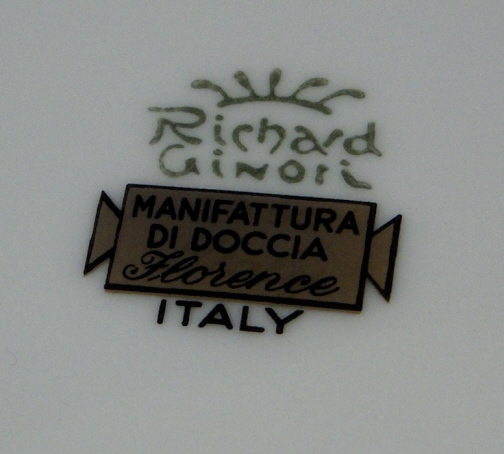 Richard
Ginori
MANIFATTURA
DI DOCCIA
Florence
ITALY